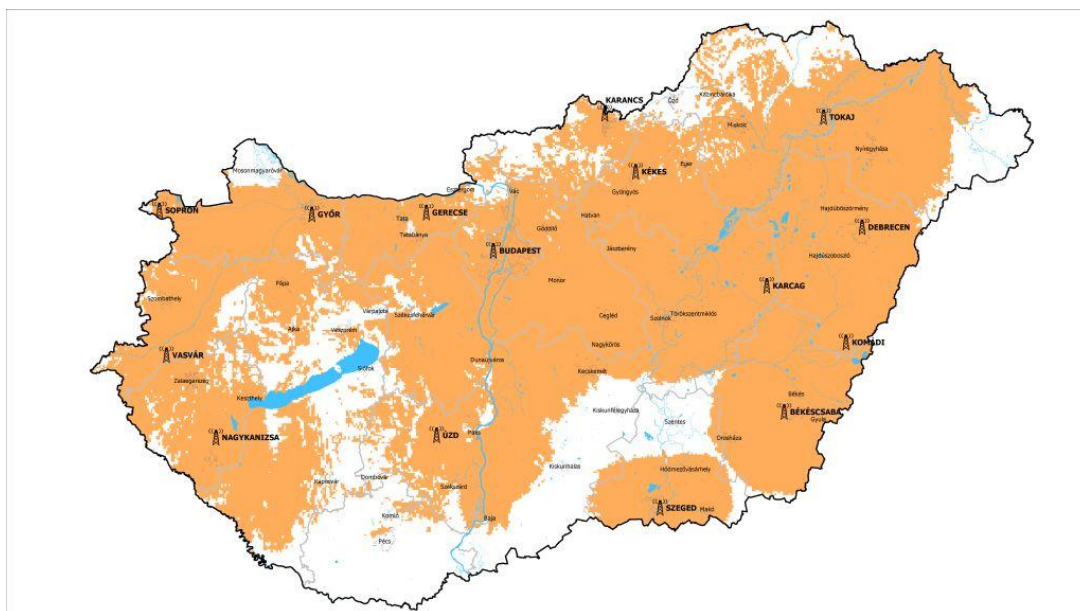 KARANCS
Ózd
Kazincbarcika
Miskolc
TOKAJ
Nyíregyháza
Mosonmagyaróvár
KÉKES
Eger
Gyöngyös
Esztergom
Vác
SOPRON
GYŐR
GERECSE
Tata
Tatabánya
Hatvan
Gödöllő
Hajdúböszörmény
DEBRECEN
BUDAPEST
Jászberény
Hajdúszoboszló
Pápa
Monor
KARCAG
Szombathely
Várpalota
Székesfehérvár
Cegléd
Szolnok
Törökszentmiklós
Ajka
Veszprém
Nagykőrös
KOMÁDI
VASVÁR
Dunaújváros
Siófok
Kecskemét
Zalaegerszeg
Keszthely
Békés
BÉKÉSCSABA
Gyula
Kiskunfélegyháza
Szentes
NAGYKANIZSA
ÚZD
Paks
Orosháza
Kiskunhalas
Hódmezővásárhely
Kaposvár
Dombóvár
Szekszárd
SZEGED
Makó
Komló
Baja
Pécs